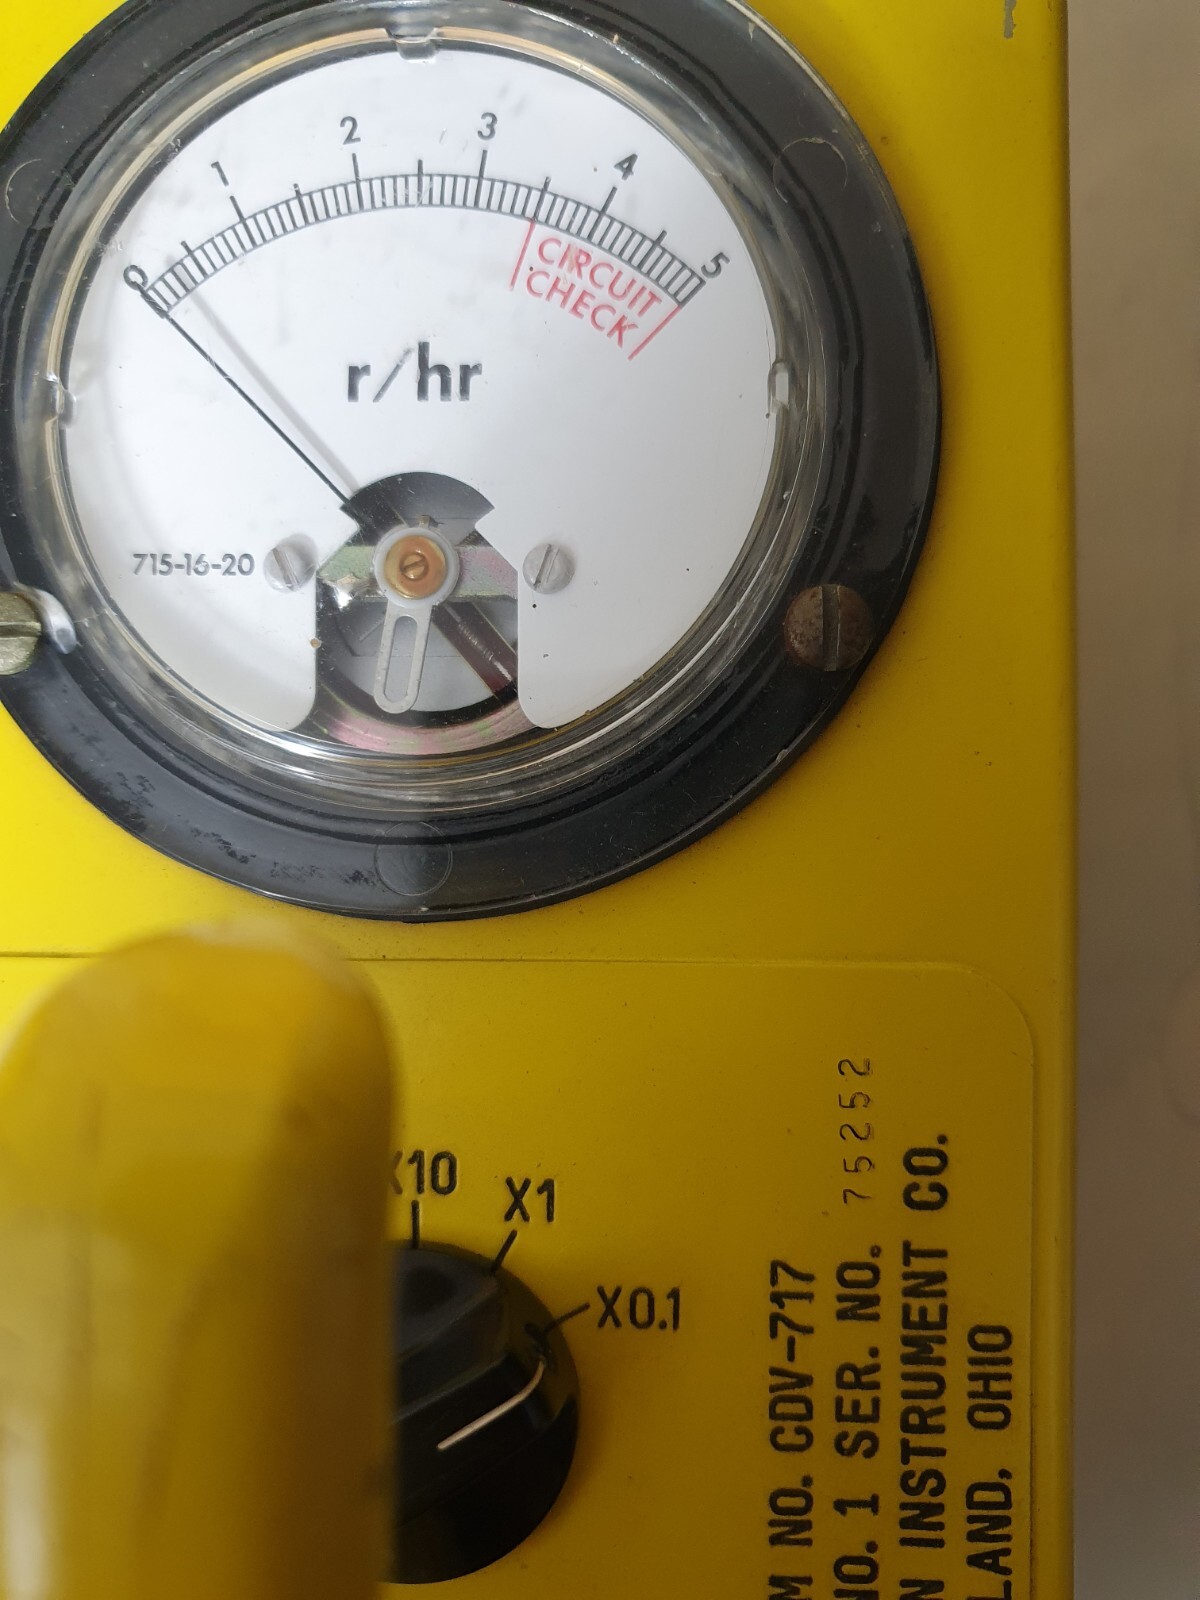 0 1 2 3 4 5
CIRCUIT
CHECK
r/hr
715-16-20
X10
X1
X0.1
M NO. CDV-717
NO. 1 SER. NO. 75252
N INSTRUMENT CO.
LAND, OHIO